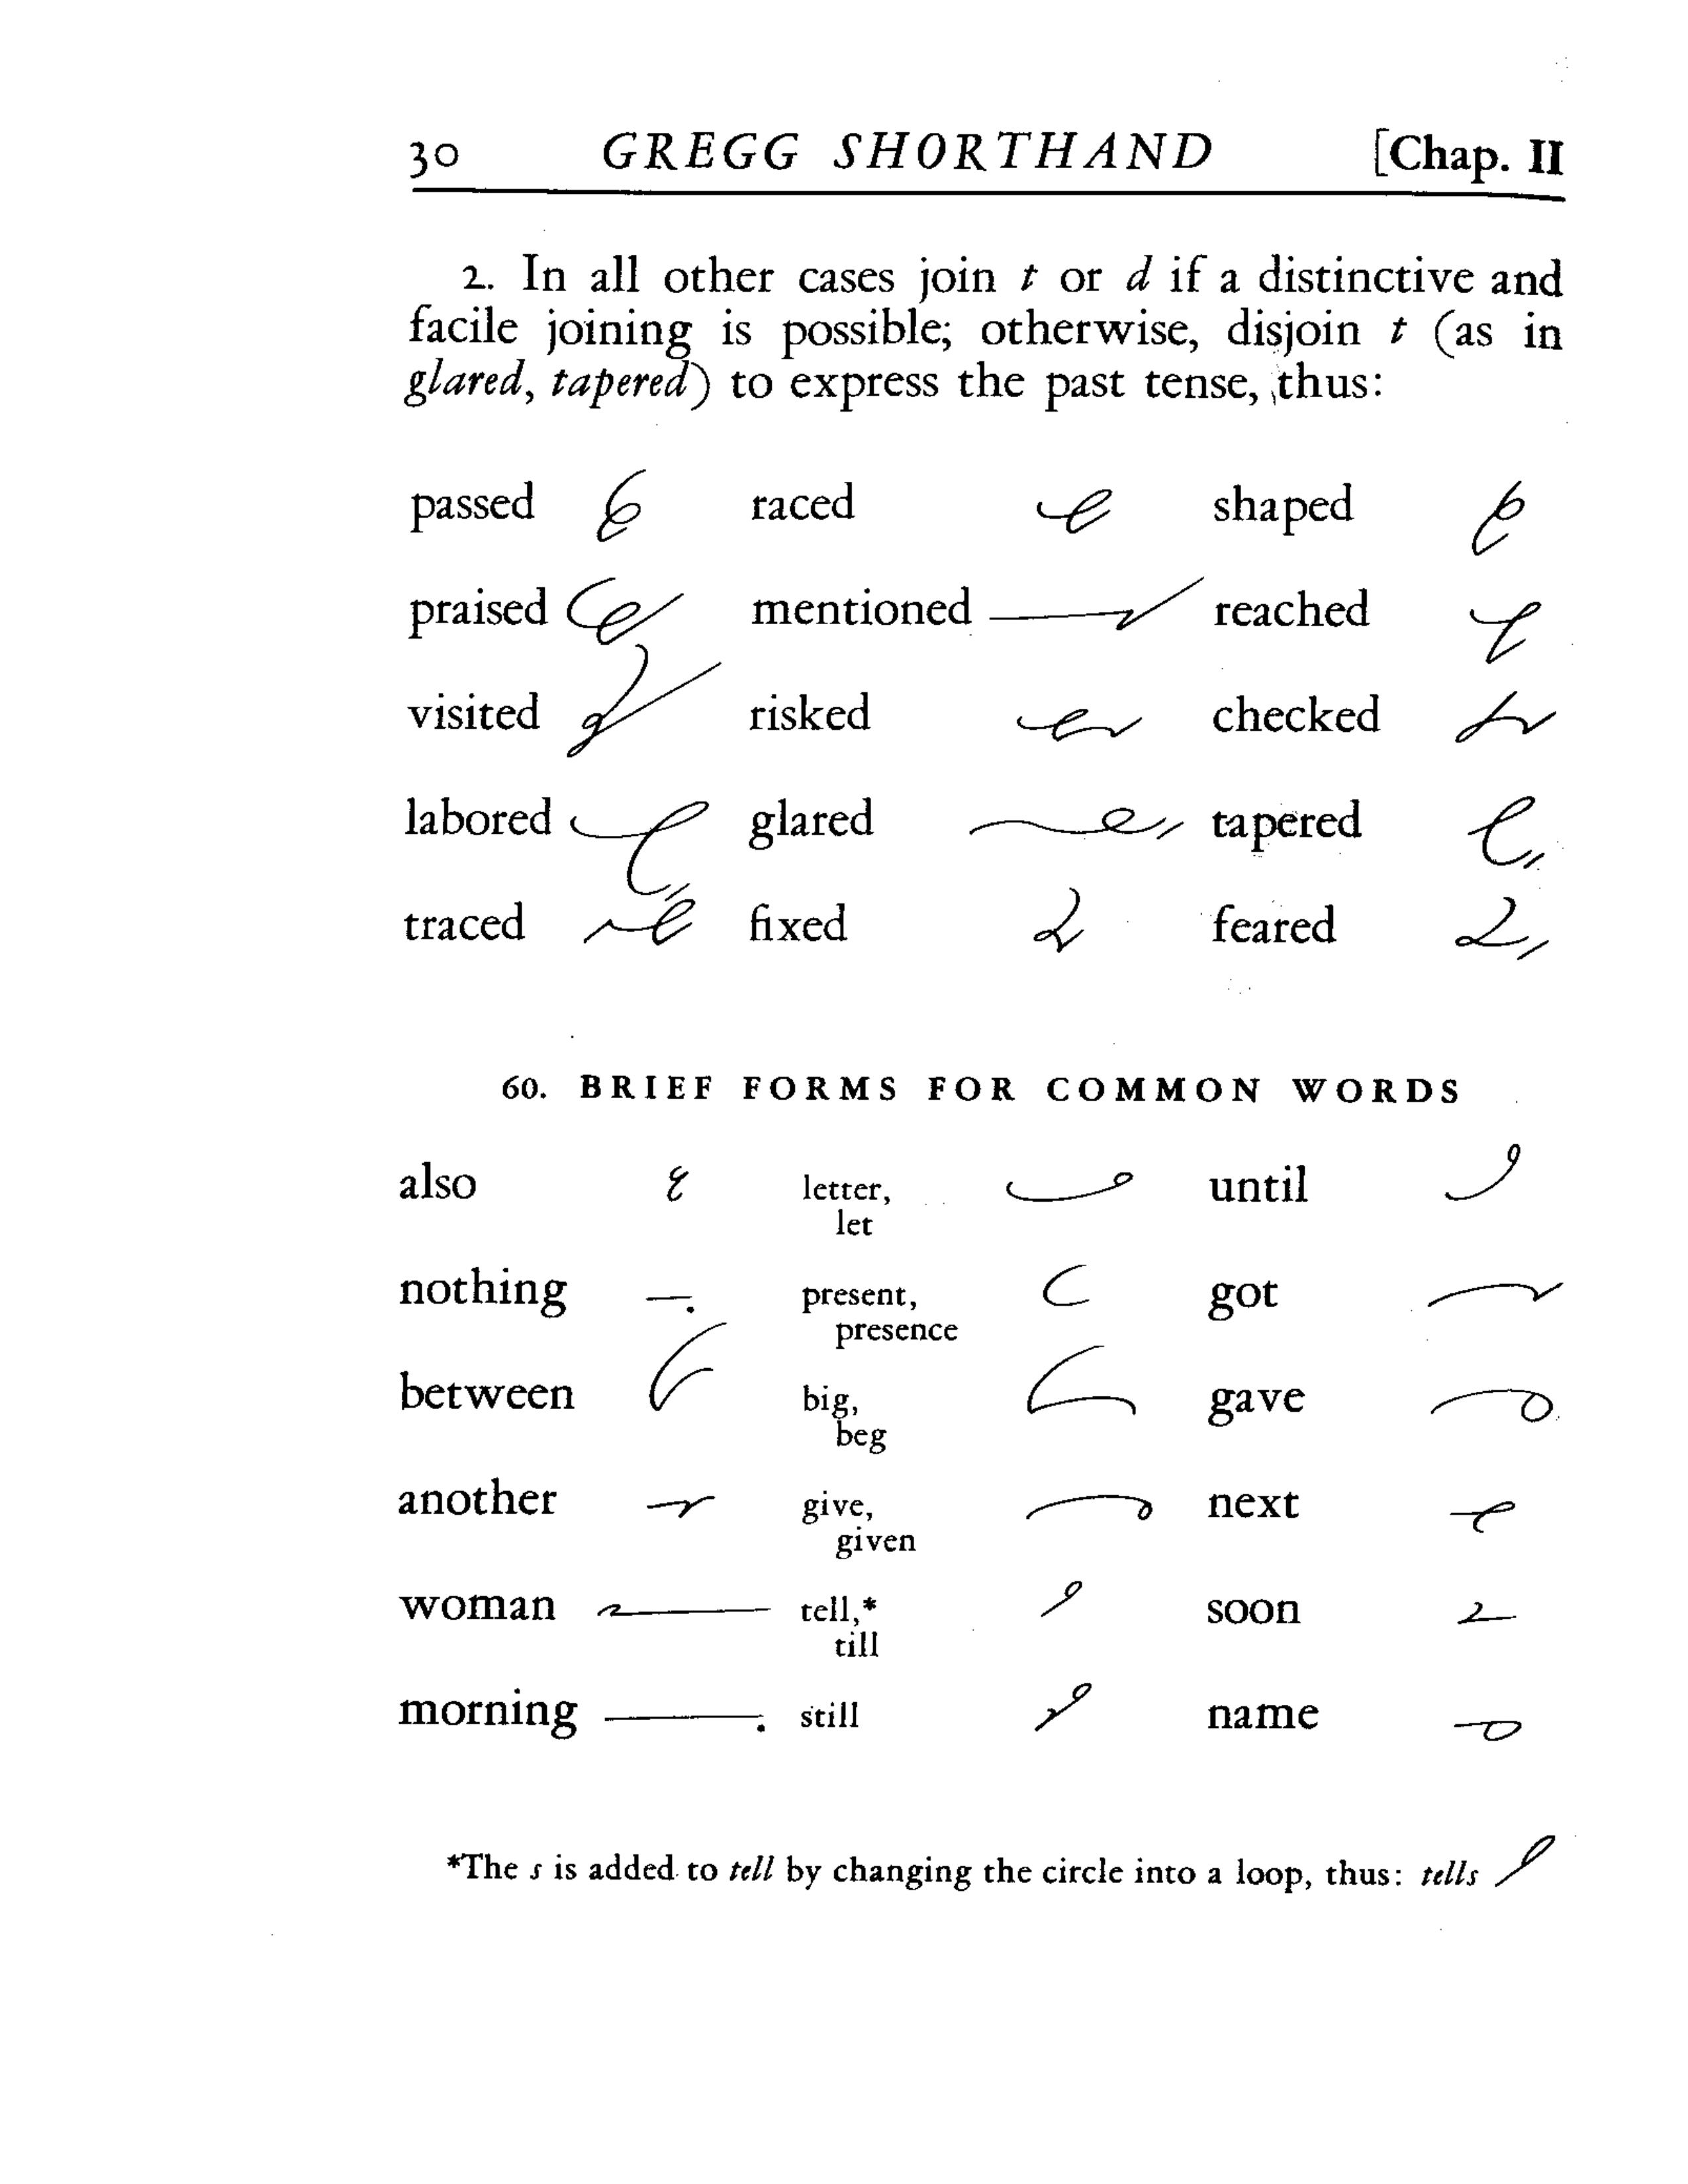 30 GREGG SHORTHAND [Chap. II
2. In all other cases join t or d if a distinctive and
facile joining is possible; otherwise, disjoin t (as in
glared, tapered) to express the past tense, thus:
passed raced shaped
praised mentioned reached
visited risked checked
labored glared tapered
traced fixed feared
60. BRIEF FORMS FOR COMMON WORDS
also letter, until
let
nothing present, got
presence
between big, gave
beg
another give, next
given
woman tell,* soon
till
morning still name
*The s is added to tell by changing the circle into a loop, thus: tells